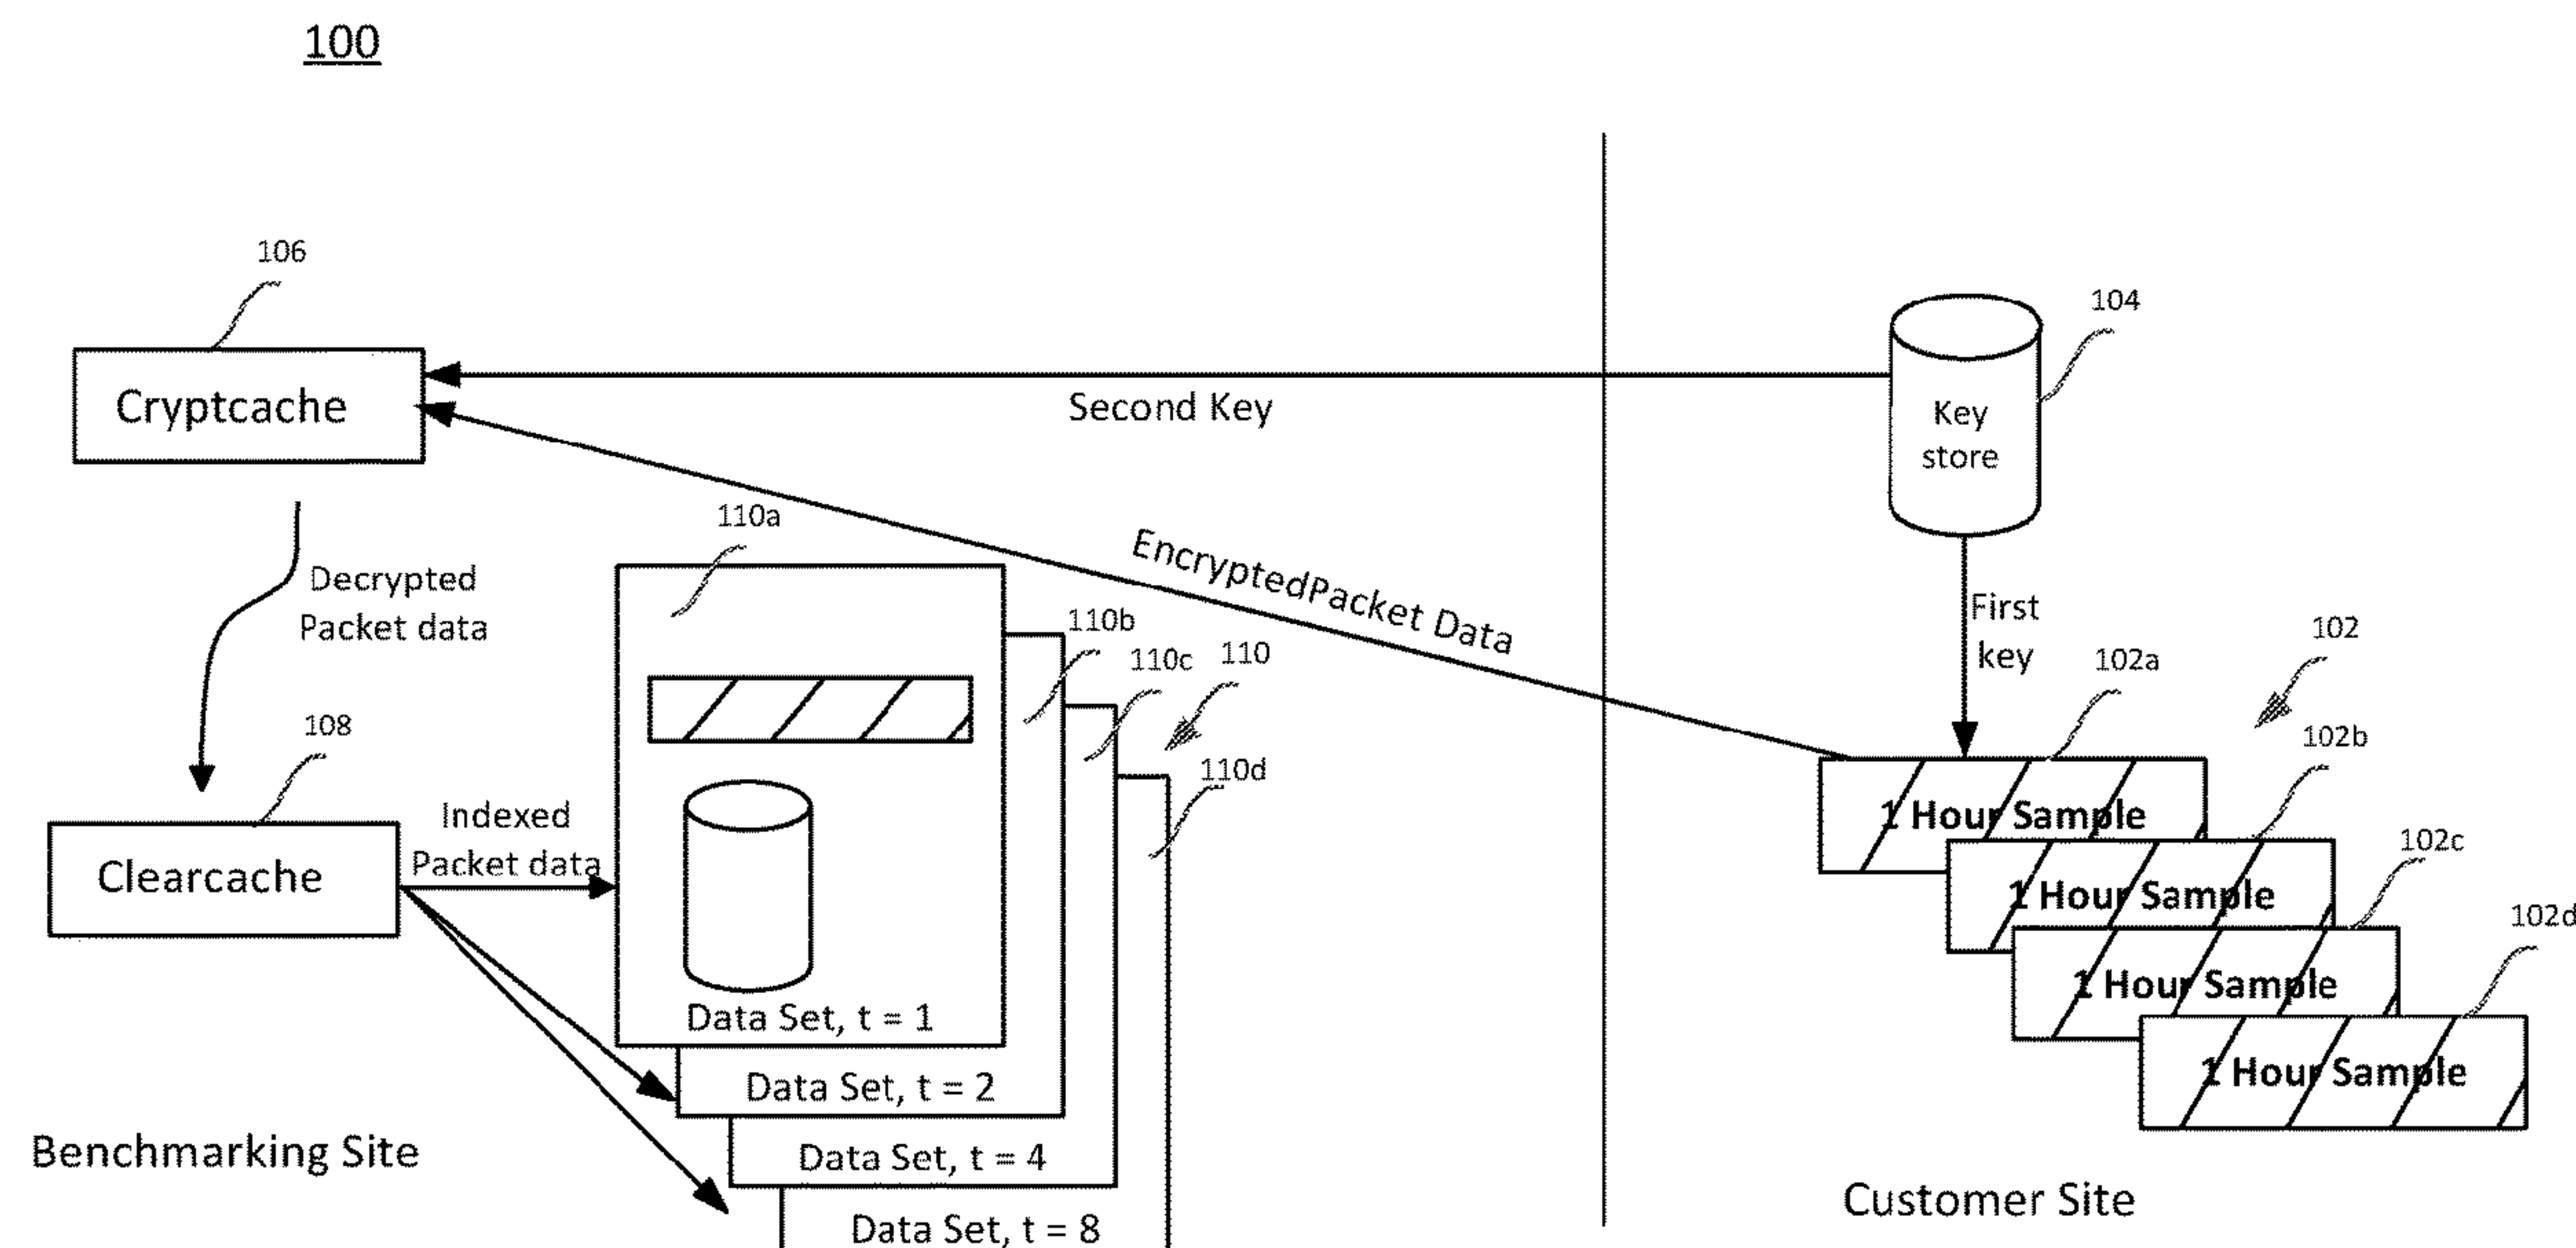 100
106
104
Cryptcache
Second Key
Key
store
110a
EncryptedPacket Data
Decrypted
Packet data
First
key
110b
110c
110
102
102a
102b
108
110d
Indexed
Packet data
Clearcache
1 Hour Sample
1 Hour Sample
102c
1 Hour Sample
102d
1 Hour Sample
Data Set, t = 1
Data Set, t = 2
Data Set, t = 4
Data Set, t = 8
Benchmarking Site
Customer Site